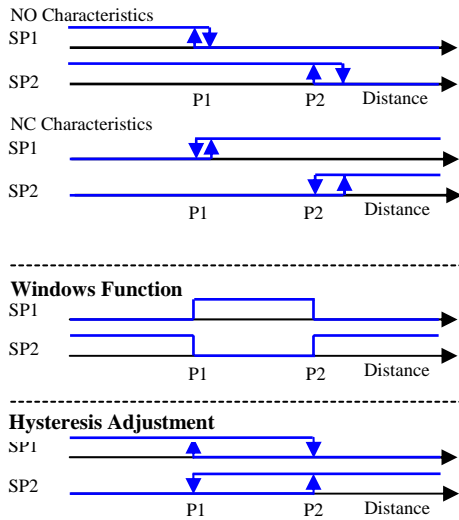 NO Characteristics
SP1
SP2
P1 P2 Distance
NC Characteristics
SP1
SP2
P1 P2 Distance
Windows Function
SP1
SP2
P1 P2 Distance
Hysteresis Adjustment
SP1
SP2
P1 P2 Distance